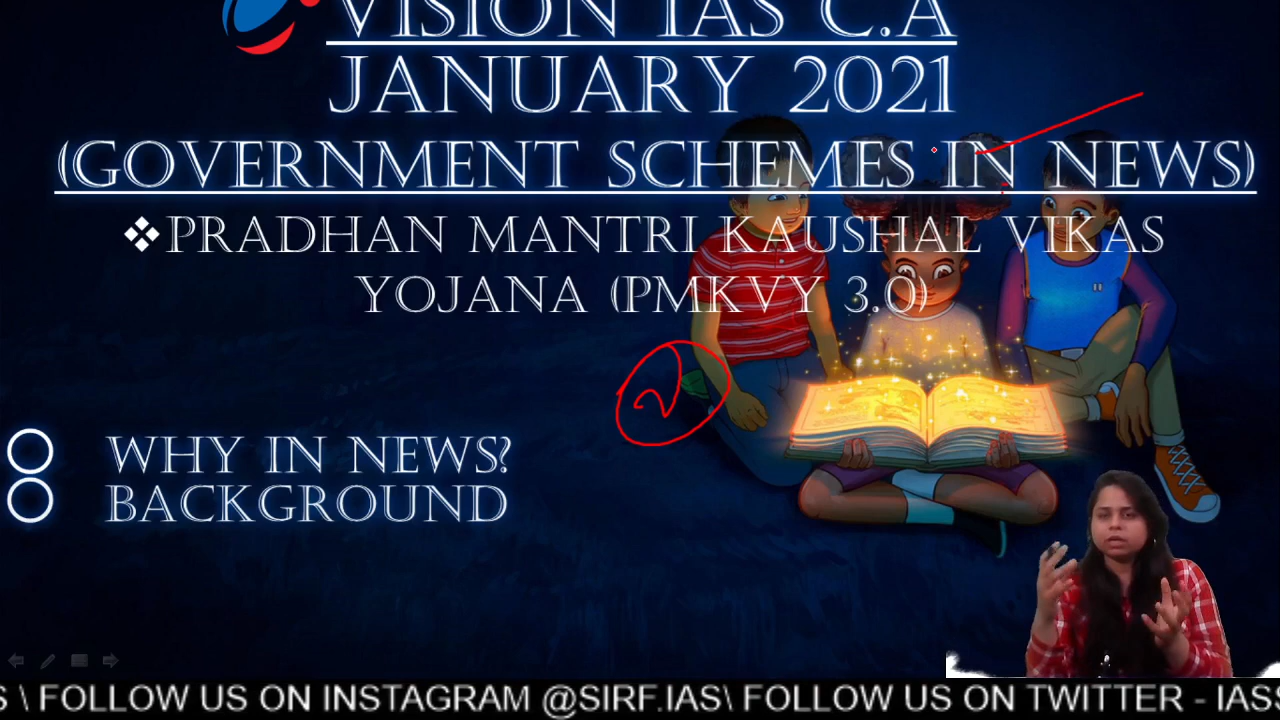 VISION IAS C.A
JANUARY 2021
(GOVERNMENT SCHEMES IN NEWS)
❖PRADHAN MANTRI KAUSHAL VIKAS
YOJANA (PMKVY 3.0)
WHY IN NEWS?
BACKGROUND
S \ FOLLOW US ON INSTAGRAM @SIRF.IAS\ FOLLOW US ON TWITTER - IASS